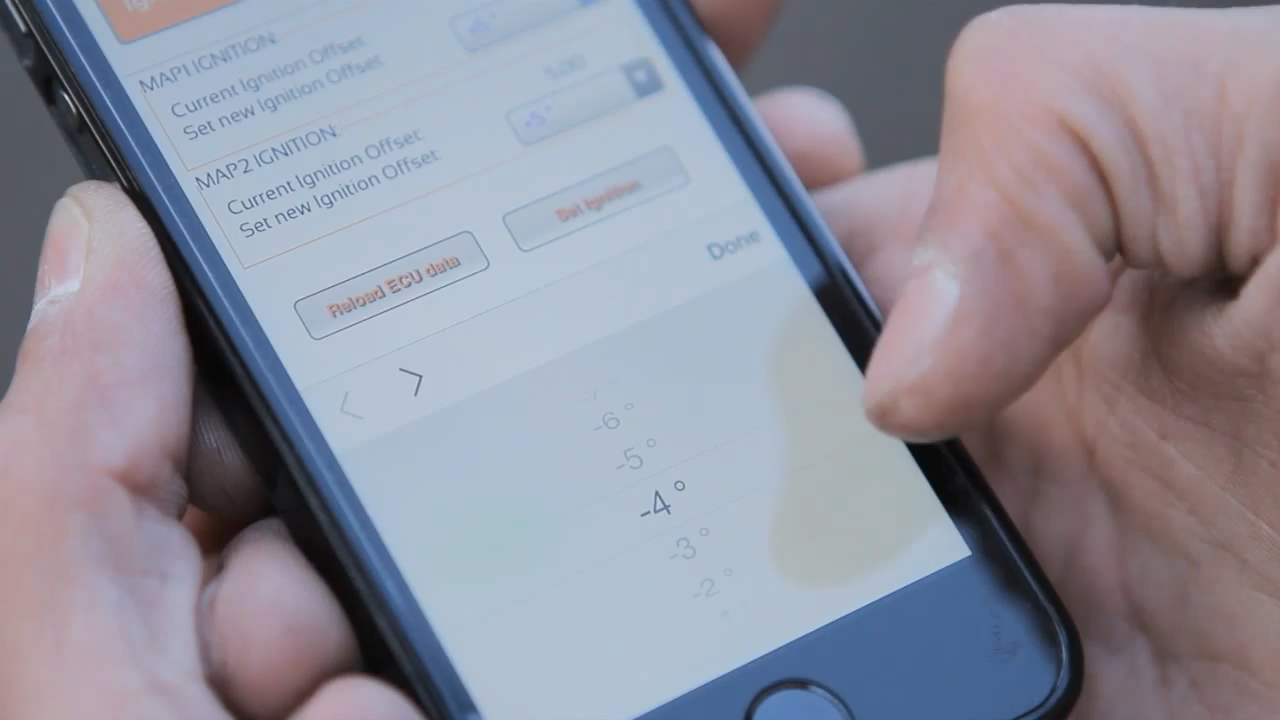 MAP1 IGNITION:
Current Ignition Offset
Set new Ignition Offset
MAP2 IGNITION:
Current Ignition Offset:
Set new Ignition Offset:
-5°
Reload ECU data
Set Ignition
Done
-6°
-5°
-4°
-3°
-2°